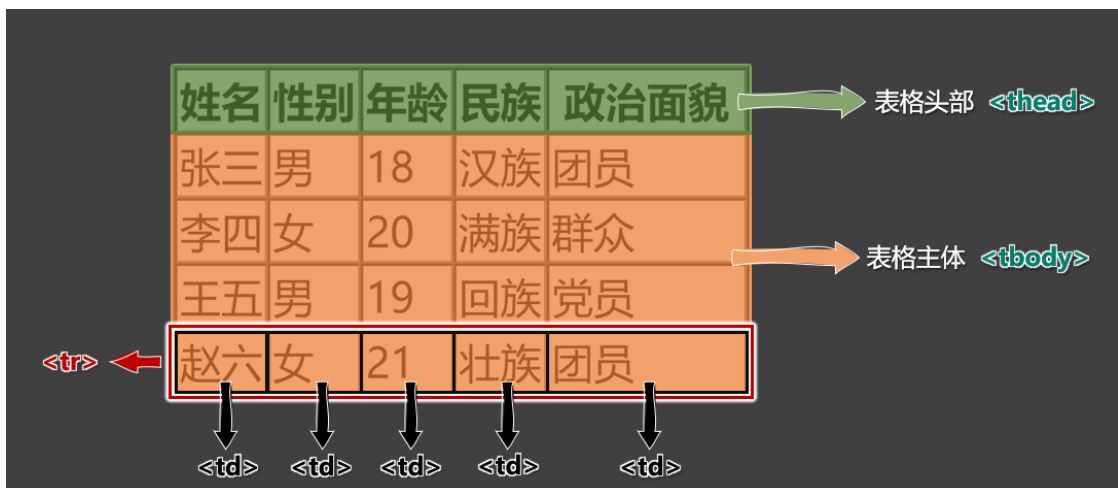 姓名 性别 年龄 民族 政治面貌 表格头部 <thead>
张三 男 18 汉族 团员
李四 女 20 满族 群众
表格主体 <tbody>
王五 男 19 回族 党员
<tr> 赵六 女 21 壮族 团员
<td> <td> <td> <td> <td>